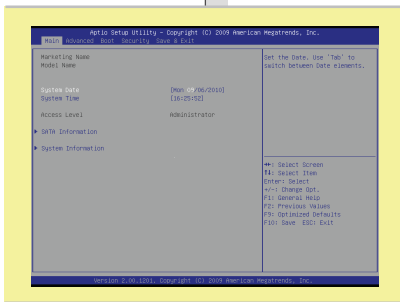 Aptio Setup Utility - Copyright (C) 2009 American Megatrends, Inc.
Main Advanced Boot Security Save & Exit
Marketing Name
Model Name
System Date [Mon 09/06/2010]
System Time [16:25:52]
Access Level Administrator
SATA Information
System Information
Set the Date. Use 'Tab' to
switch between Date elements.
→←: Select Screen
↑↓: Select Item
Enter: Select
+/-: Change Opt.
F1: General Help
F2: Previous Values
F9: Optimized Defaults
F10: Save ESC: Exit
Version 2.00.1201. Copyright (C) 2009 American Megatrends, Inc.